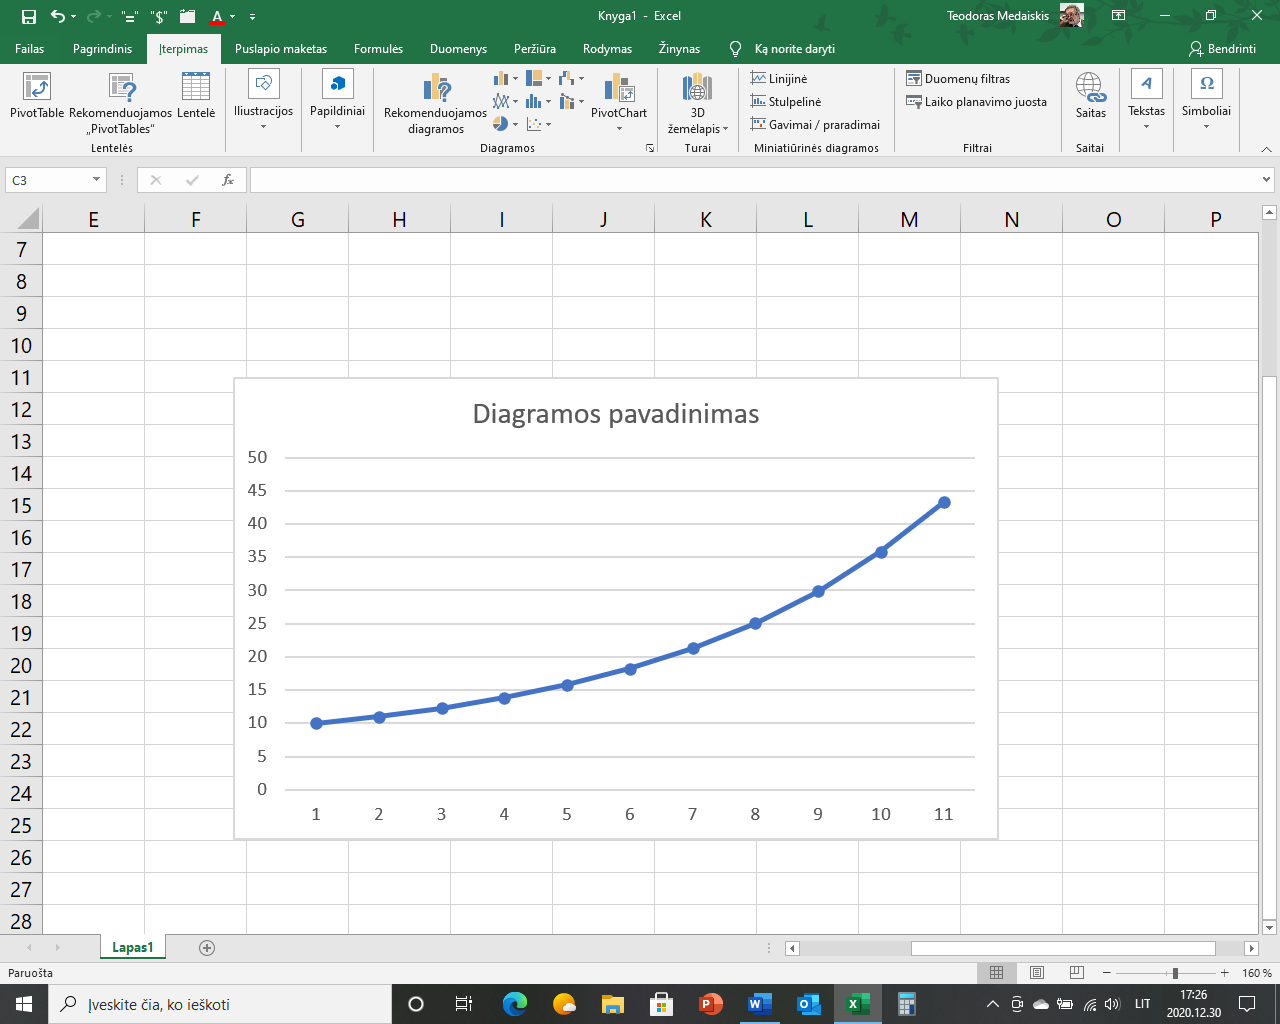 Knyga1 - Excel
Teodoras Medaiskis
Failas Pagrindinis Įterpimas Puslapio maketas Formulės Duomenys Peržiūra Rodymas Žinynas Ką norite daryti Bendrinti
PivotTable
Rekomenduojamos
„PivotTables“
Lentelė
Lentelės
Iliustracijos
Papildiniai
Rekomenduojamos
diagramos
PivotChart
Diagramos
3D
žemėlapis
Turai
Linijinė
Stulpelinė
Gavimai / praradimai
Miniatiūrinės diagramos
Duomenų filtras
Laiko planavimo juosta
Filtrai
Saitas
Saitai
Tekstas
Simboliai
C3
fx
E F G H I J K L M N O P
7
8
9
10
11
12
13
14
15
16
17
18
19
20
21
22
23
24
25
26
27
28
Diagramos pavadinimas
50
45
40
35
30
25
20
15
10
5
0
1 2 3 4 5 6 7 8 9 10 11
Lapas1
Paruošta
160 %
Įveskite čia, ko ieškoti
LIT
17:26
2020.12.30